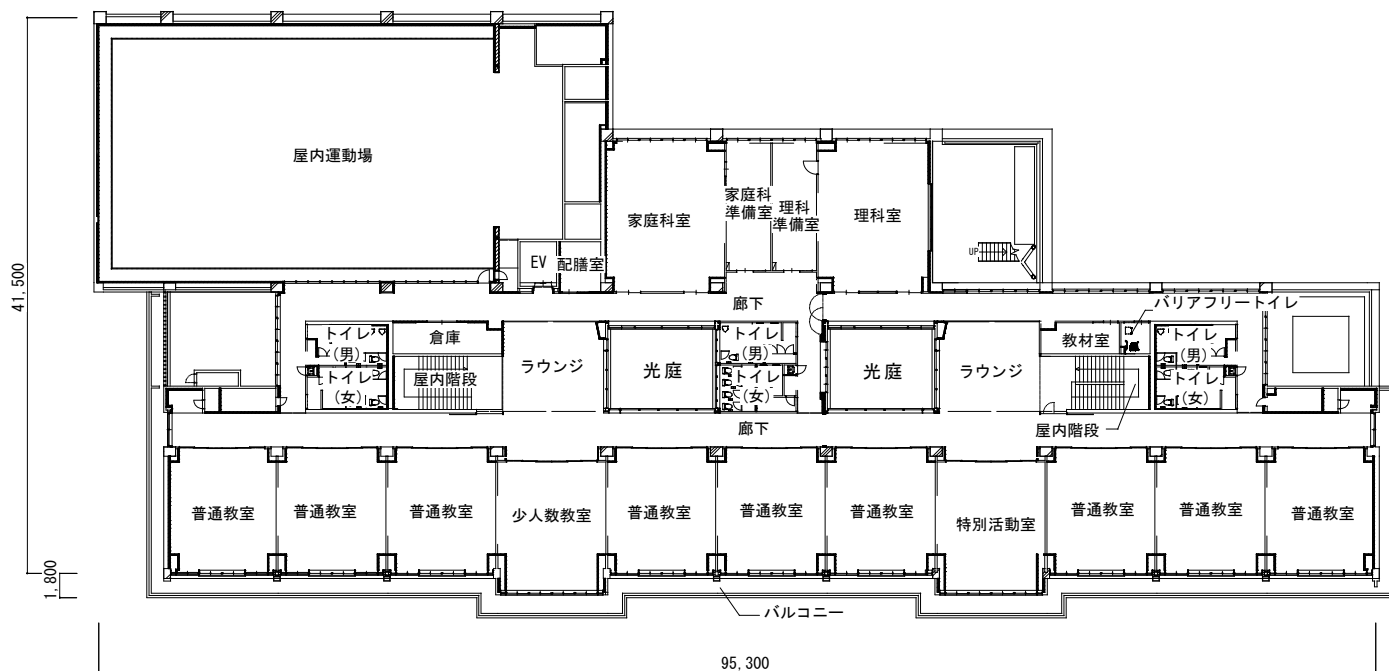 屋内運動場
41,500
1,800
家庭科室
家庭科
準備室
理科
準備室
理科室
UP
EV
配膳室
廊下
バリアフリートイレ
トイレ
(男)
トイレ
(女)
倉庫
屋内階段
ラウンジ
光庭
トイレ
(男)
トイレ
(女)
光庭
ラウンジ
教材室
トイレ
(男)
トイレ
(女)
屋内階段
廊下
普通教室
普通教室
普通教室
少人数教室
普通教室
普通教室
普通教室
特別活動室
普通教室
普通教室
普通教室
バルコニー
95,300